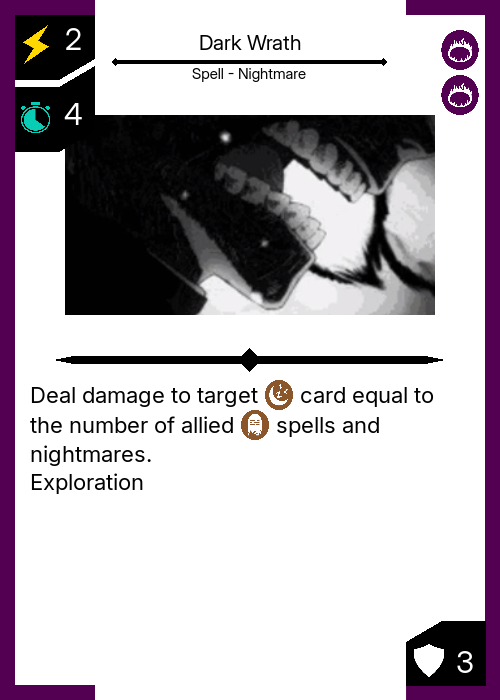 2
Dark Wrath
Spell - Nightmare
4
Deal damage to target card equal to
the number of allied spells and
nightmares.
Exploration
3